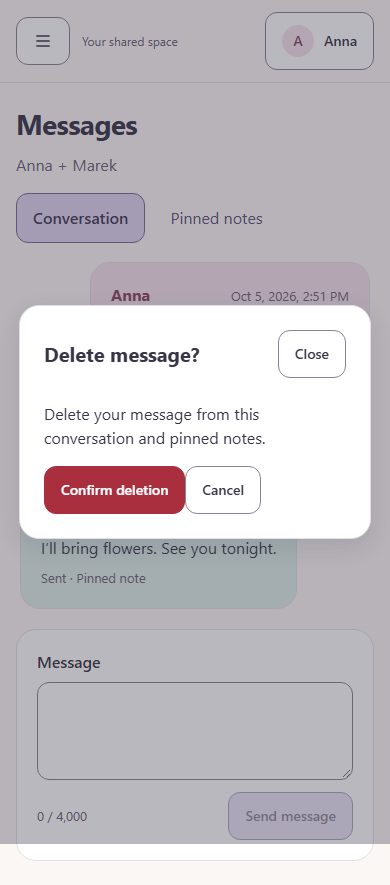 Your shared space
A Anna
Messages
Anna + Marek
Conversation Pinned notes
Anna Oct 5, 2026, 2:51 PM
Delete message? Close
Delete your message from this
conversation and pinned notes.
Confirm deletion Cancel
I'll bring flowers. See you tonight.
Sent · Pinned note
Message
0 / 4,000 Send message